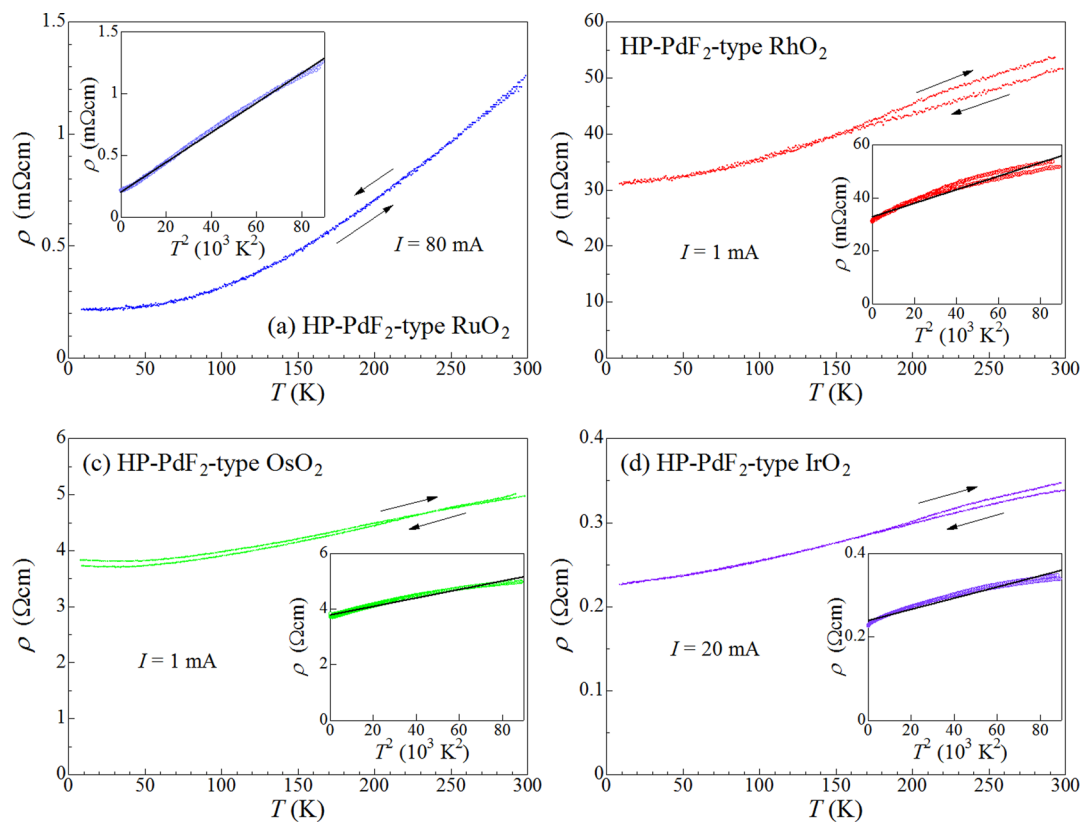 1.5
1
0.5
0
ρ (mΩcm)
1.5
1
0.5
0
ρ (mΩcm)
0 20 40 60 80
T² (10³ K²)
I = 80 mA
(a) HP-PdF₂-type RuO₂
0 50 100 150 200 250 300
T (K)
60
50
40
30
20
10
0
ρ (mΩcm)
HP-PdF₂-type RhO₂
I = 1 mA
60
40
20
0
ρ (mΩcm)
0 20 40 60 80
T² (10³ K²)
0 50 100 150 200 250 300
T (K)
6
5
4
3
2
1
0
ρ (Ωcm)
(c) HP-PdF₂-type OsO₂
I = 1 mA
6
4
2
0
ρ (Ωcm)
0 20 40 60 80
T² (10³ K²)
0 50 100 150 200 250 300
T (K)
0.4
0.3
0.2
0.1
0
ρ (Ωcm)
(d) HP-PdF₂-type IrO₂
I = 20 mA
0.4
0.2
0
ρ (Ωcm)
0 20 40 60 80
T² (10³ K²)
0 50 100 150 200 250 300
T (K)